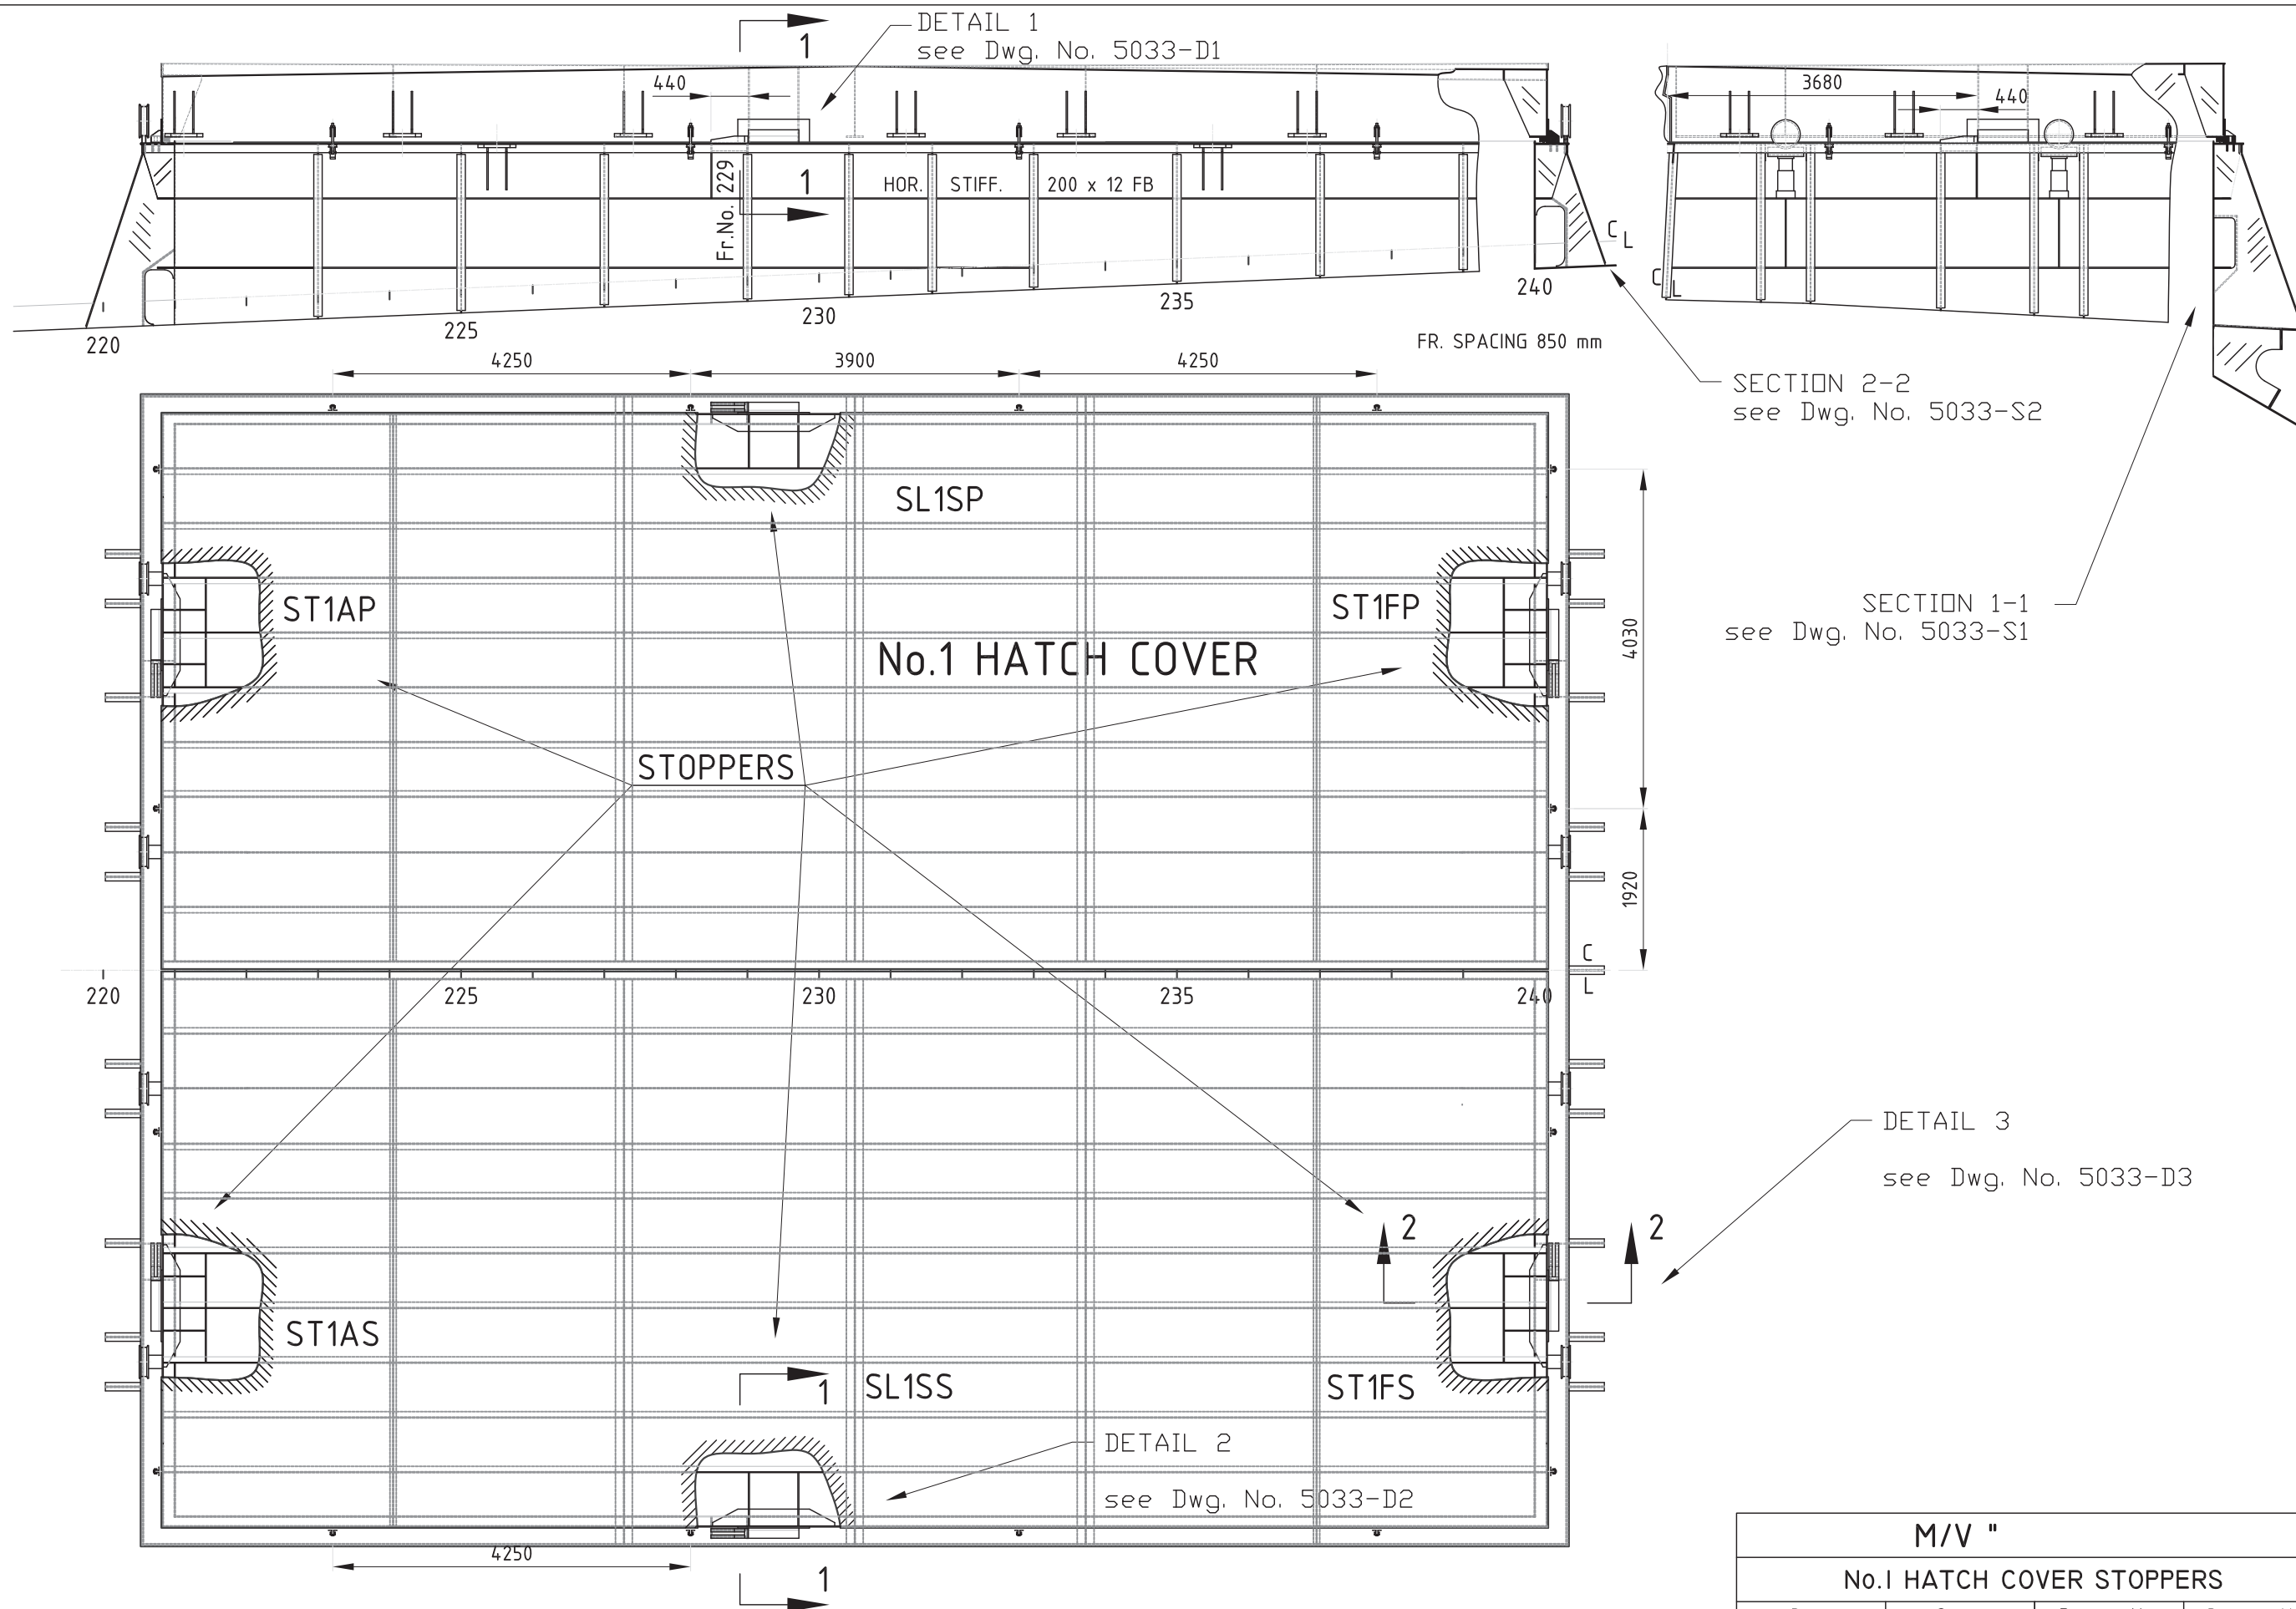 DETAIL 1
see Dwg. No. 5033-D1
1
440
3680
440
Fr.No. 229
1
HOR. STIFF. 200 x 12 FB
C
L
C
L
220
225
230
235
240
FR. SPACING 850 mm
4250
3900
4250
SECTION 2-2
see Dwg. No. 5033-S2
SL1SP
ST1AP
ST1FP
No.1 HATCH COVER
4030
SECTION 1-1
see Dwg. No. 5033-S1
STOPPERS
1920
C
L
220
225
230
235
240
DETAIL 3
see Dwg. No. 5033-D3
2
2
ST1AS
SL1SS
ST1FS
1
DETAIL 2
see Dwg. No. 5033-D2
4250
1
M/V "
No.1 HATCH COVER STOPPERS